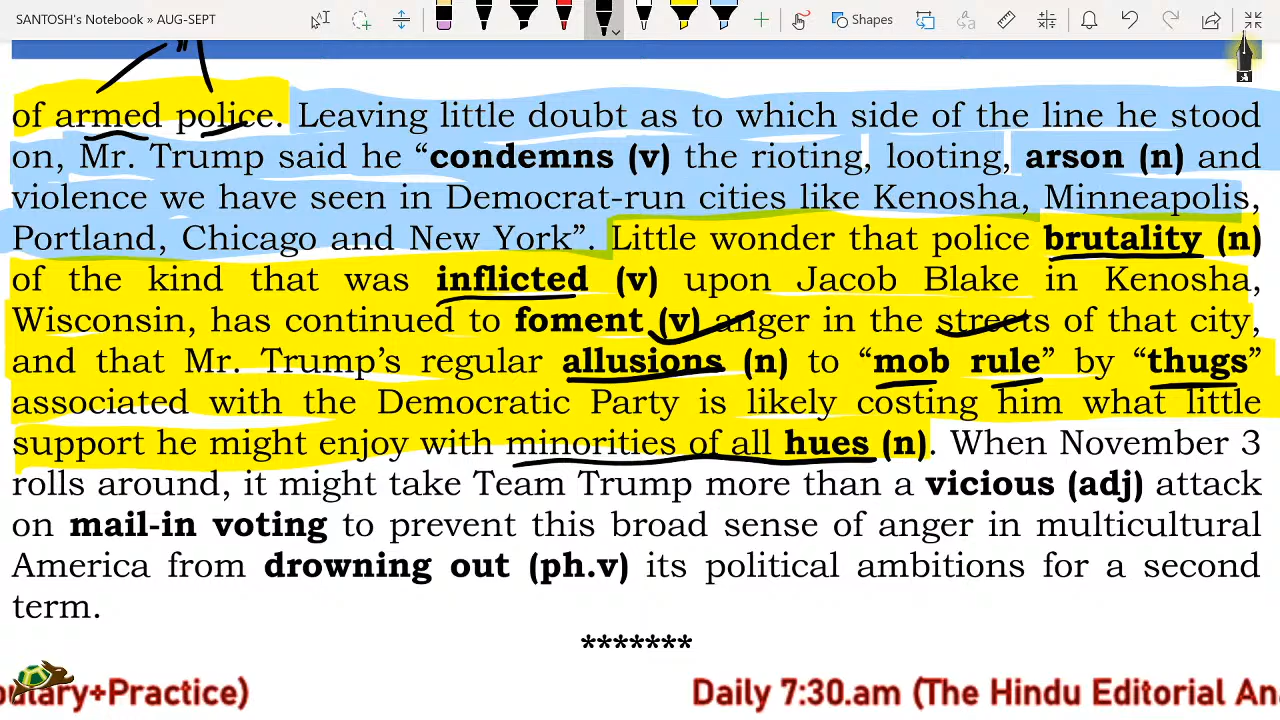 SANTOSH's Notebook » AUG-SEPT
Shapes
of armed police. Leaving little doubt as to which side of the line he stood
on, Mr. Trump said he “condemns (v) the rioting, looting, arson (n) and
violence we have seen in Democrat-run cities like Kenosha, Minneapolis,
Portland, Chicago and New York”. Little wonder that police brutality (n)
of the kind that was inflicted (v) upon Jacob Blake in Kenosha,
Wisconsin, has continued to foment (v) anger in the streets of that city,
and that Mr. Trump’s regular allusions (n) to “mob rule” by “thugs”
associated with the Democratic Party is likely costing him what little
support he might enjoy with minorities of all hues (n). When November 3
rolls around, it might take Team Trump more than a vicious (adj) attack
on mail-in voting to prevent this broad sense of anger in multicultural
America from drowning out (ph.v) its political ambitions for a second
term.
*******
bulary+Practice) Daily 7:30.am (The Hindu Editorial An